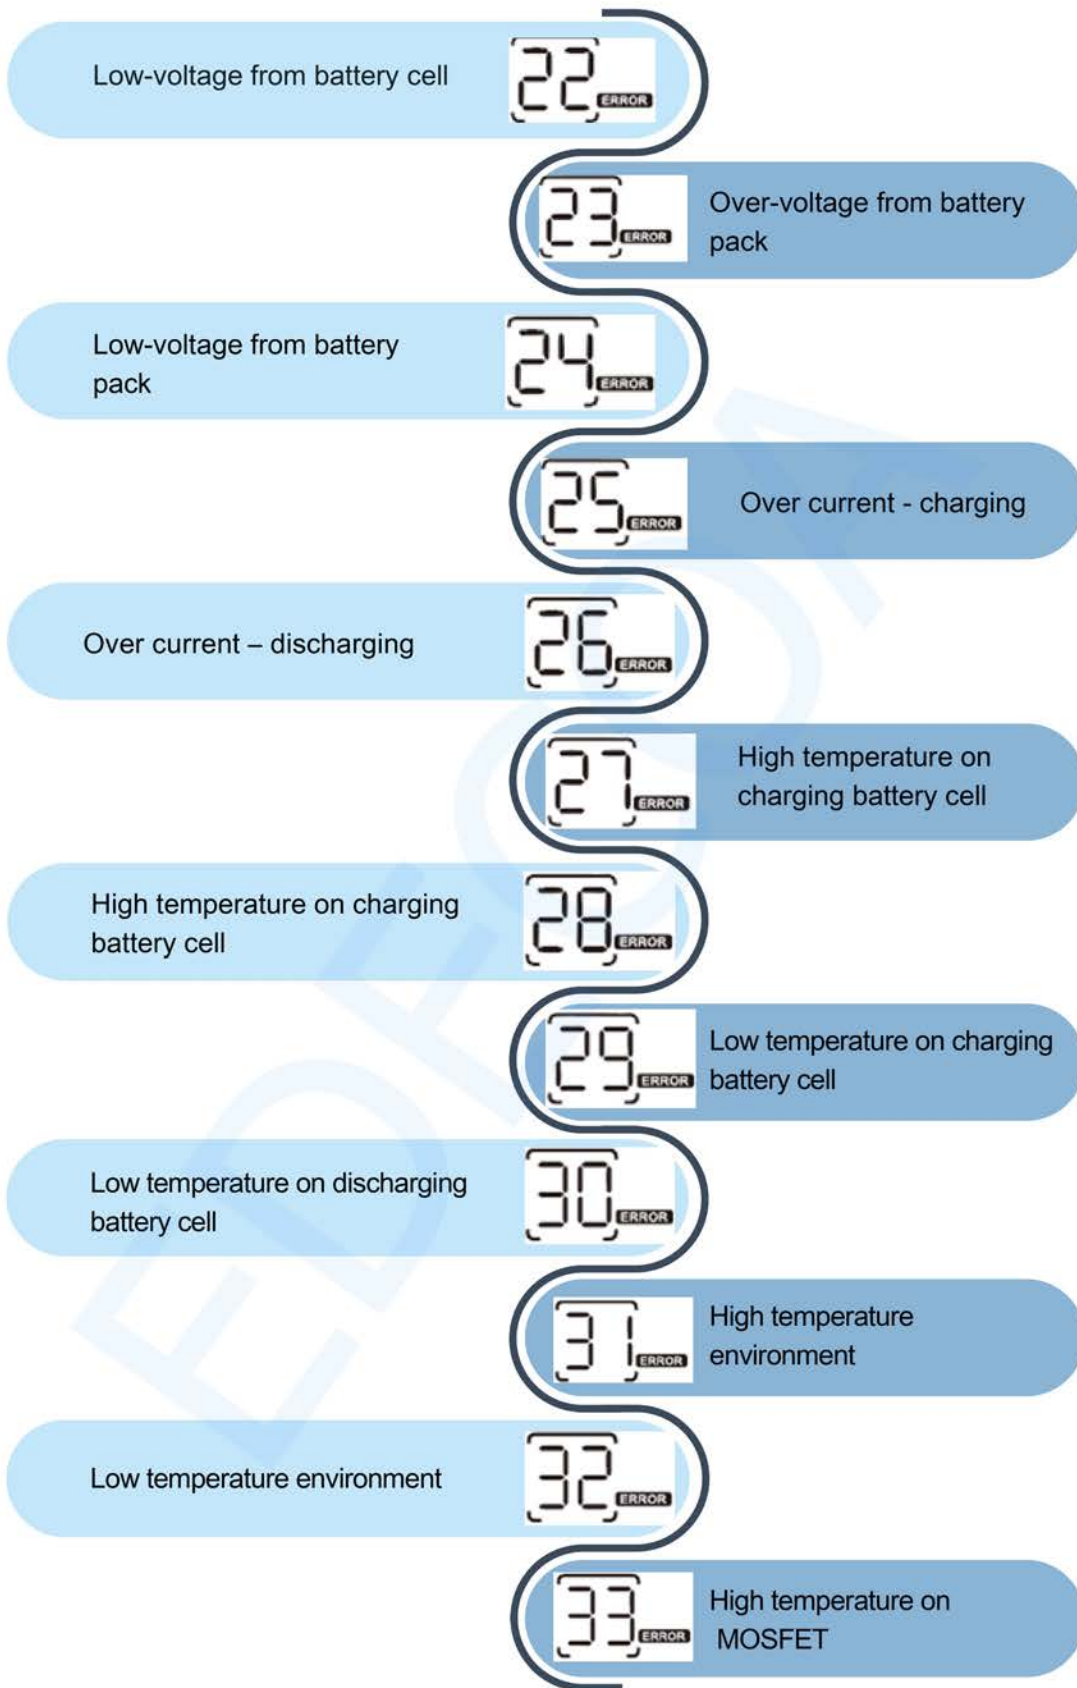 Low-voltage from battery cell
22 ERROR
23 ERROR
Over-voltage from battery
pack
Low-voltage from battery
pack
24 ERROR
25 ERROR
Over current - charging
Over current – discharging
26 ERROR
27 ERROR
High temperature on
charging battery cell
High temperature on charging
battery cell
28 ERROR
29 ERROR
Low temperature on charging
battery cell
Low temperature on discharging
battery cell
30 ERROR
31 ERROR
High temperature
environment
Low temperature environment
32 ERROR
33 ERROR
High temperature on
MOSFET
EDECOA